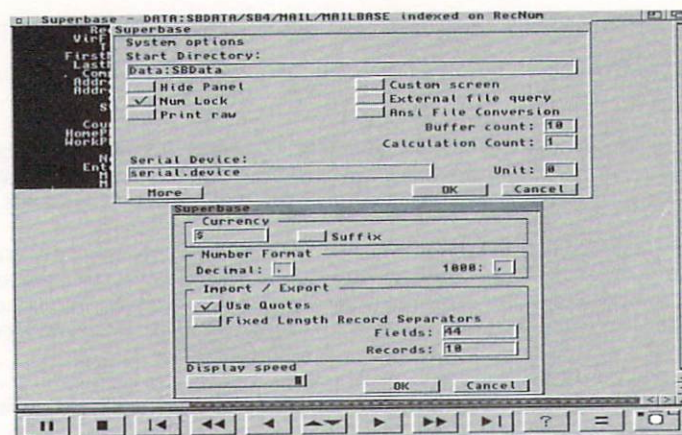 Superbase - DATA:SBDATA/SB4/MAIL/MAILBASE indexed on RecNum
Superbase
System options
Start Directory:
Data:SBData
Hide Panel
Custom screen
Num Lock
External file query
Print raw
Ansi File Conversion
Buffer count: 10
Calculation Count: 1
Serial Device:
serial.device
Unit: 0
More
OK
Cancel
Superbase
Currency
$
Suffix
Number Format
Decimal: .
1000: ,
Import / Export
Use Quotes
Fixed Length Record Separators
Fields: 44
Records: 10
Display speed
OK
Cancel
?
=